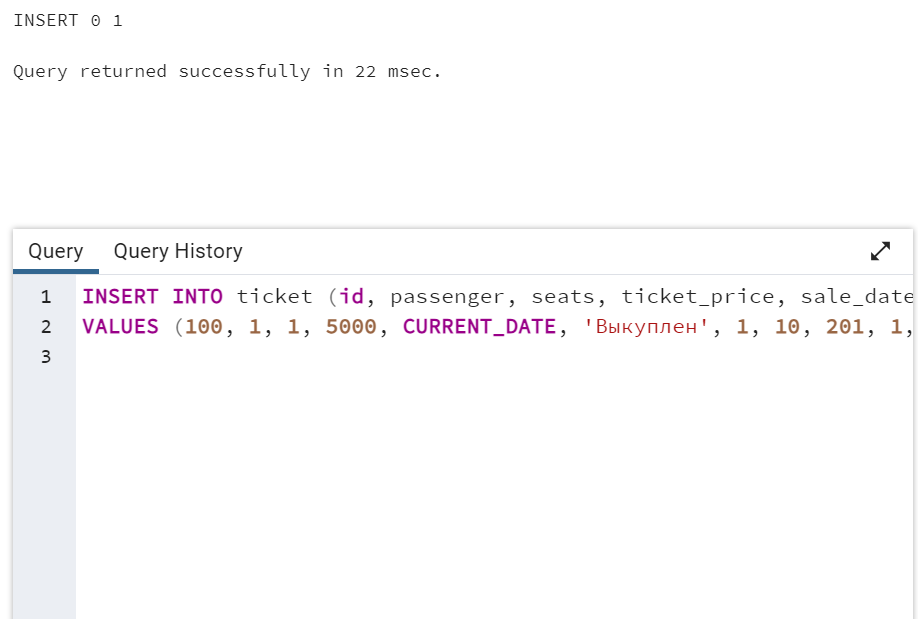 INSERT 0 1
Query returned successfully in 22 msec.
Query Query History
1 INSERT INTO ticket (id, passenger, seats, ticket_price, sale_date
2 VALUES (100, 1, 1, 5000, CURRENT_DATE, 'Выкуплен', 1, 10, 201, 1,
3